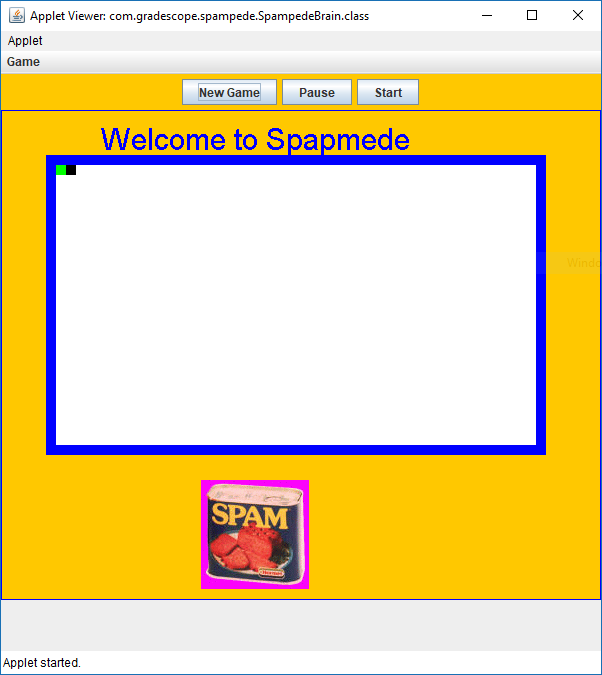 Applet Viewer: com.gradescope.spampede.SpampedeBrain.class
Applet
Game
New Game Pause Start
Welcome to Spapmede
SPAM
Applet started.